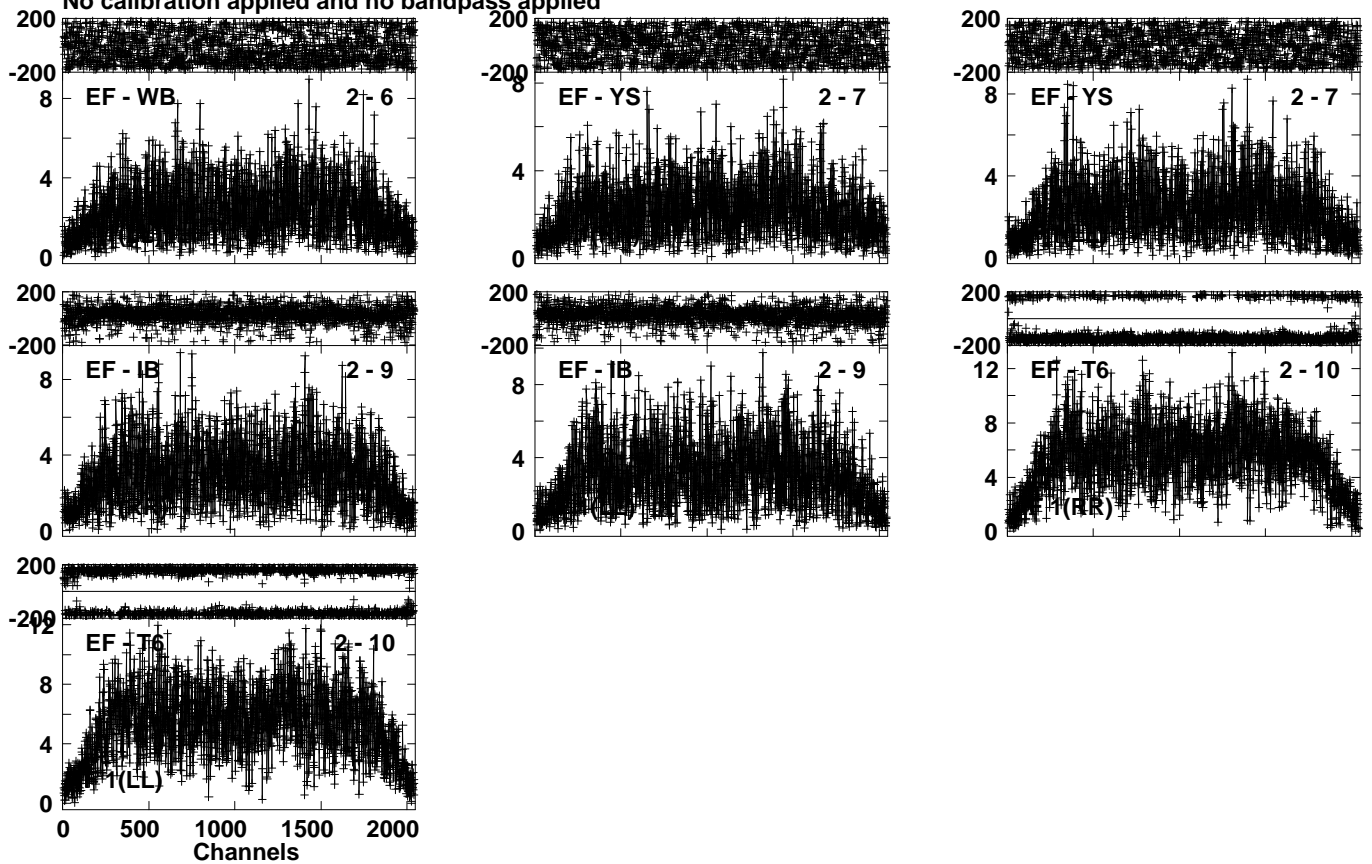 No calibration applied and no bandpass applied
200 200 200
-200 -200 -200
EF - WB 2 - 6 EF - YS 2 - 7 EF - YS 2 - 7
8 8 8
4 4 4
0 0 0
200 200 200
-200 -200 -200
EF - IB 2 - 9 EF - IB 2 - 9 EF - T6 2 - 10
8 8 12
4 4 8
4
1(RR)
0 0 0
200
-200
12
EF - T6 2 - 10
8
4
1(LL)
0
0 500 1000 1500 2000
Channels